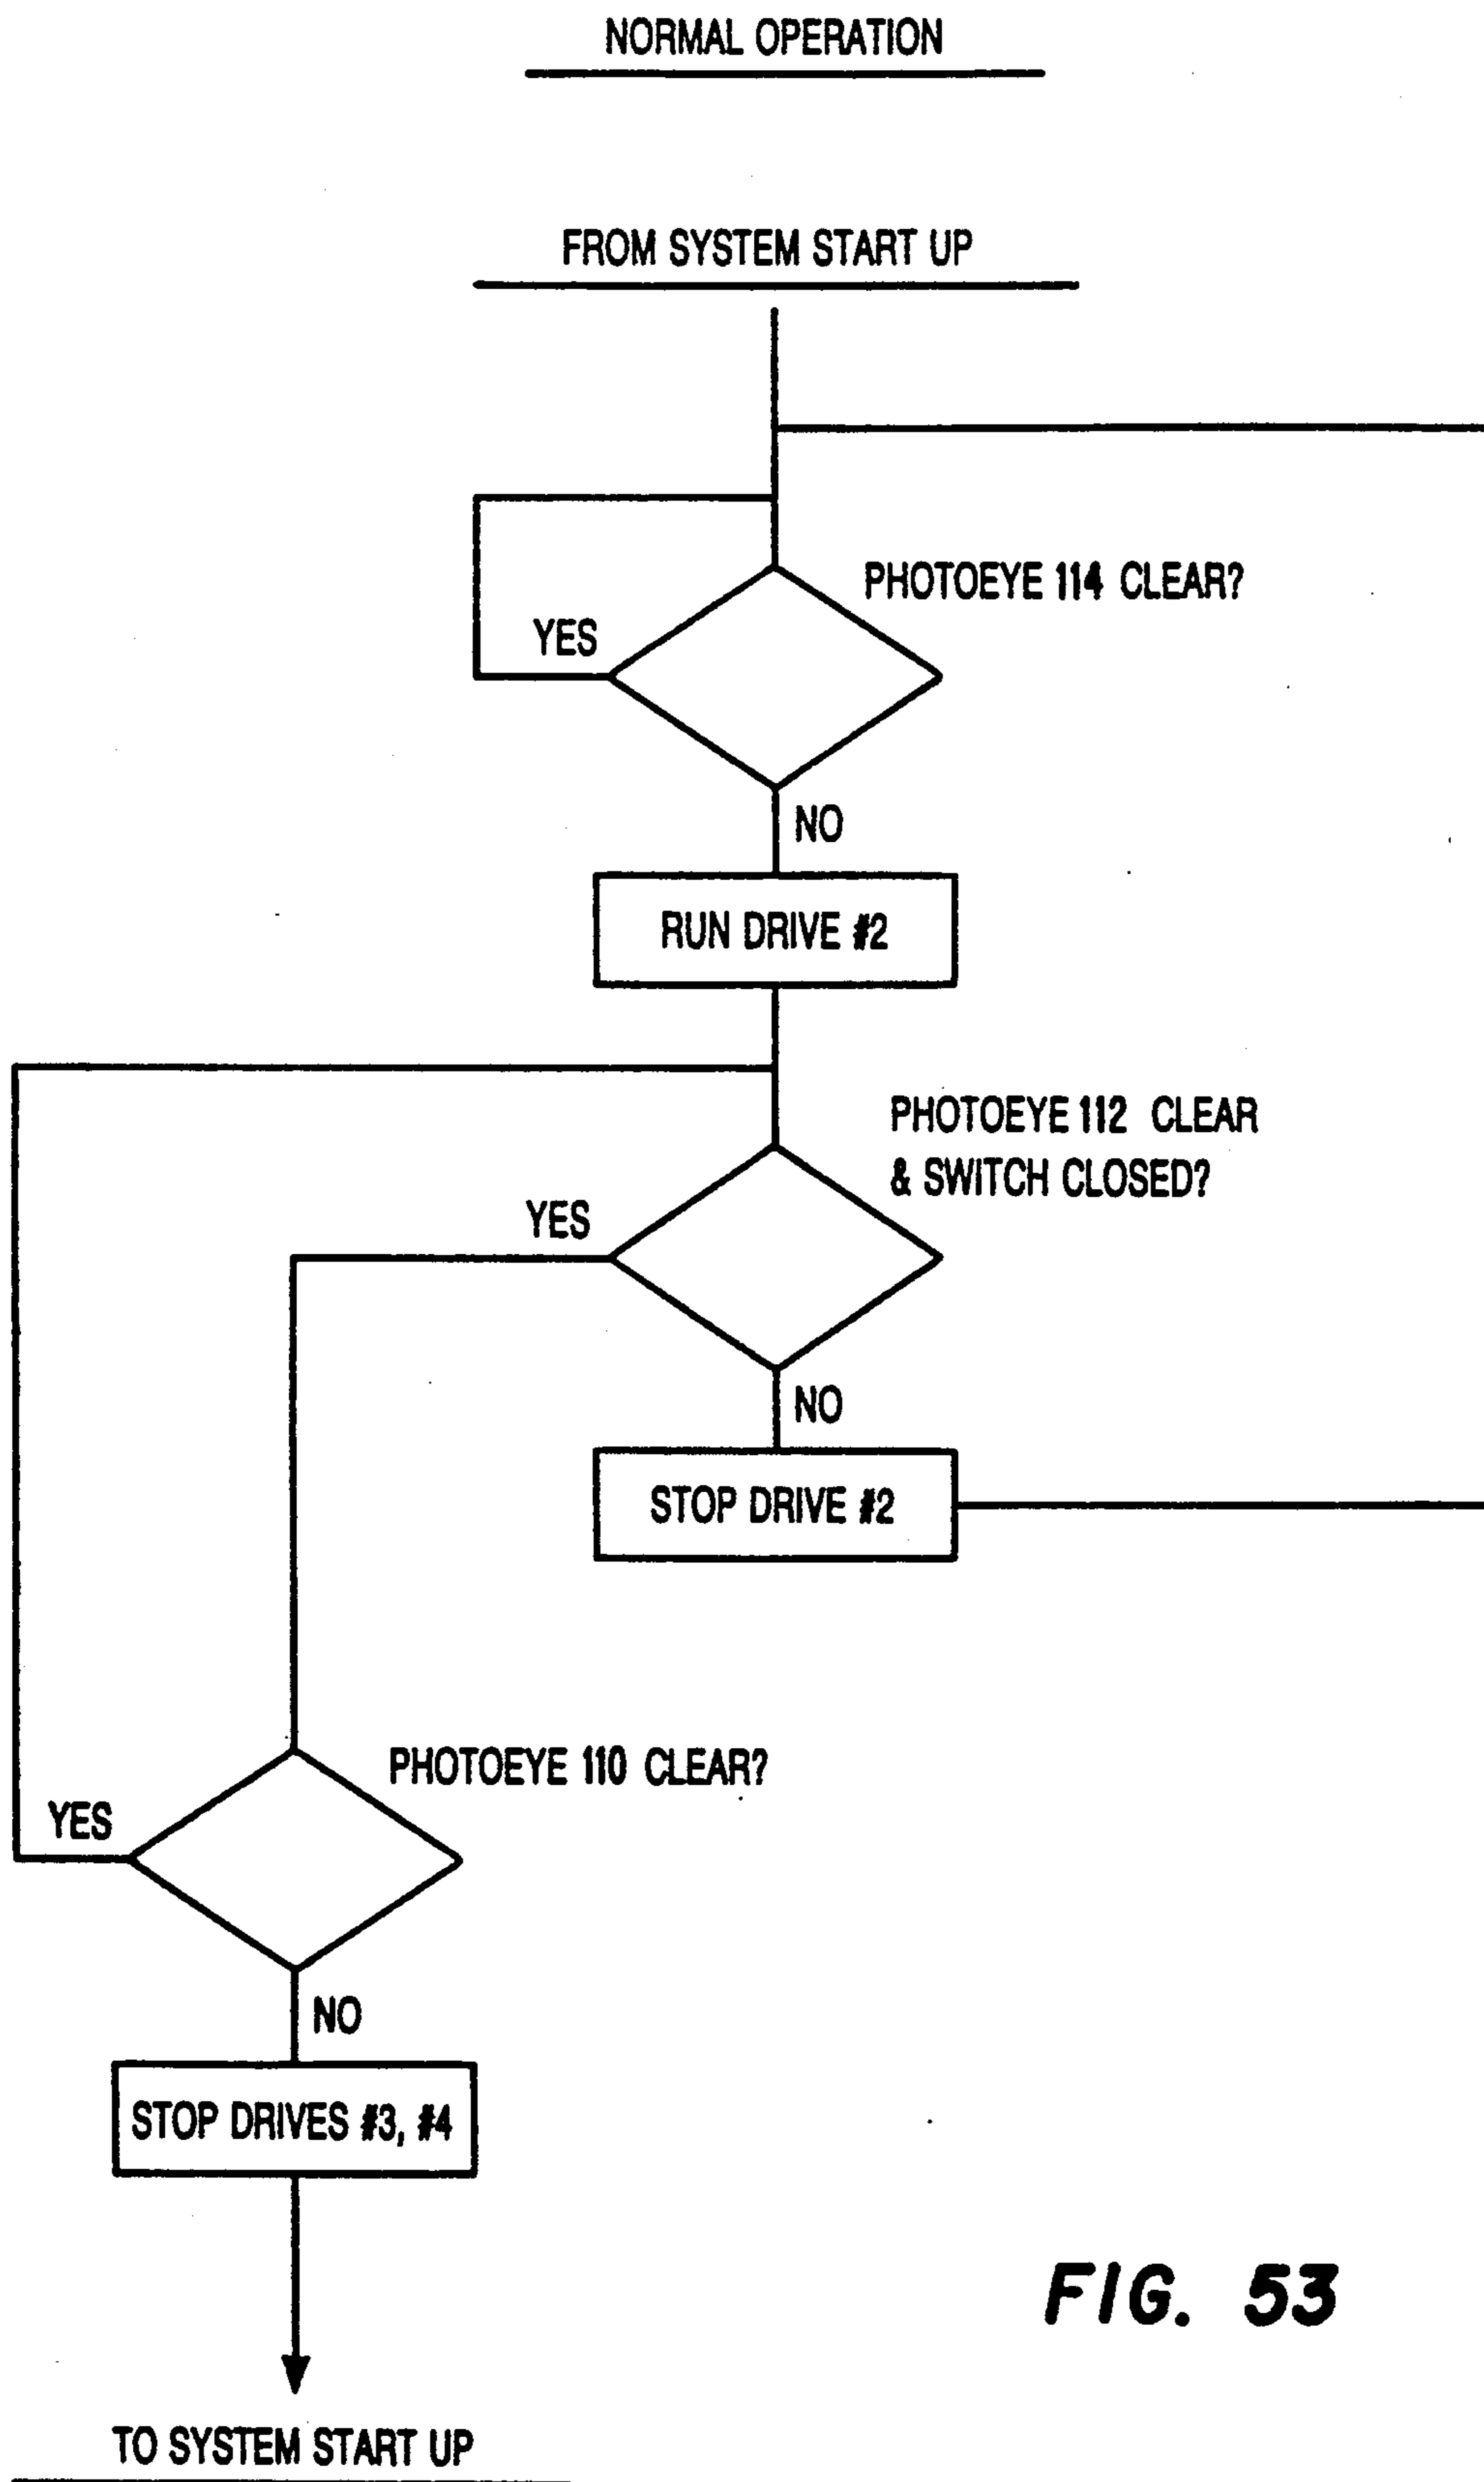 NORMAL OPERATION
FROM SYSTEM START UP
PHOTOEYE 114 CLEAR?
YES
NO
RUN DRIVE #2
PHOTOEYE 112 CLEAR
& SWITCH CLOSED?
YES
NO
STOP DRIVE #2
PHOTOEYE 110 CLEAR?
YES
NO
STOP DRIVES #3, #4
FIG. 53
TO SYSTEM START UP